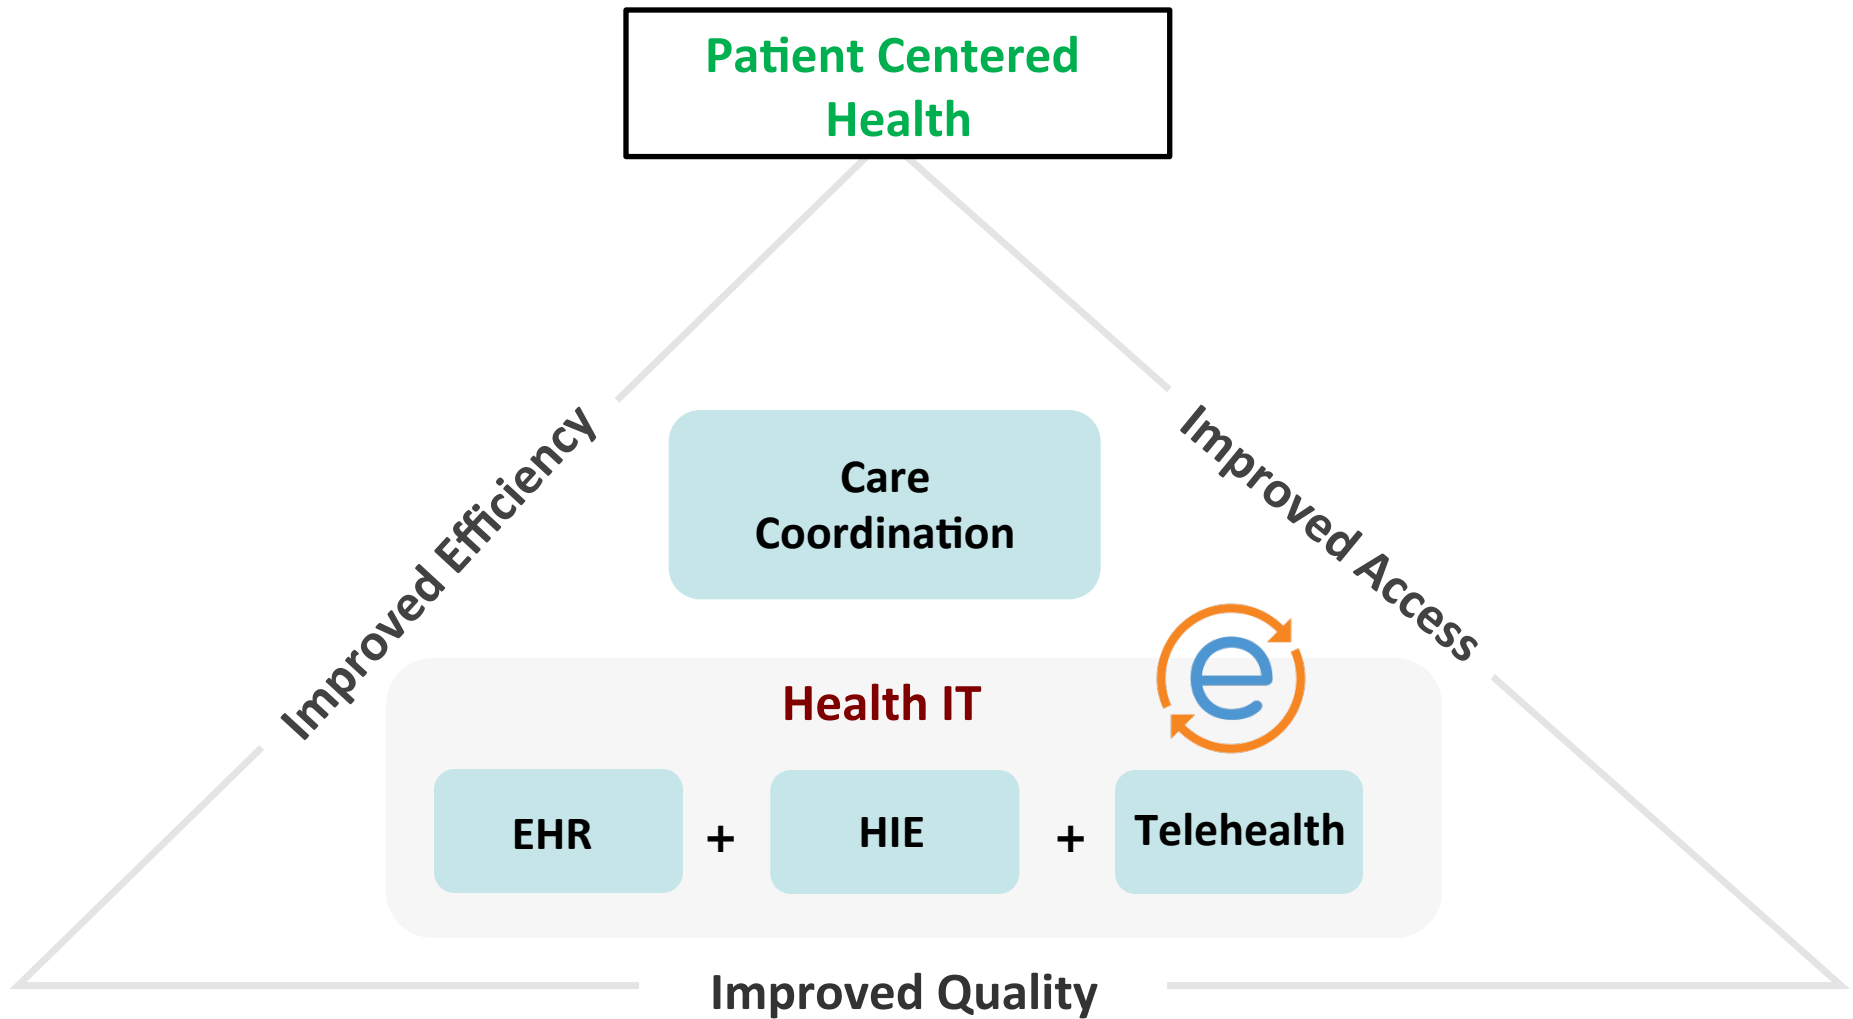 Patient Centered
Health
Improved Efficiency
Improved Access
Care
Coordination
Health IT
e
EHR
+
HIE
+
Telehealth
Improved Quality